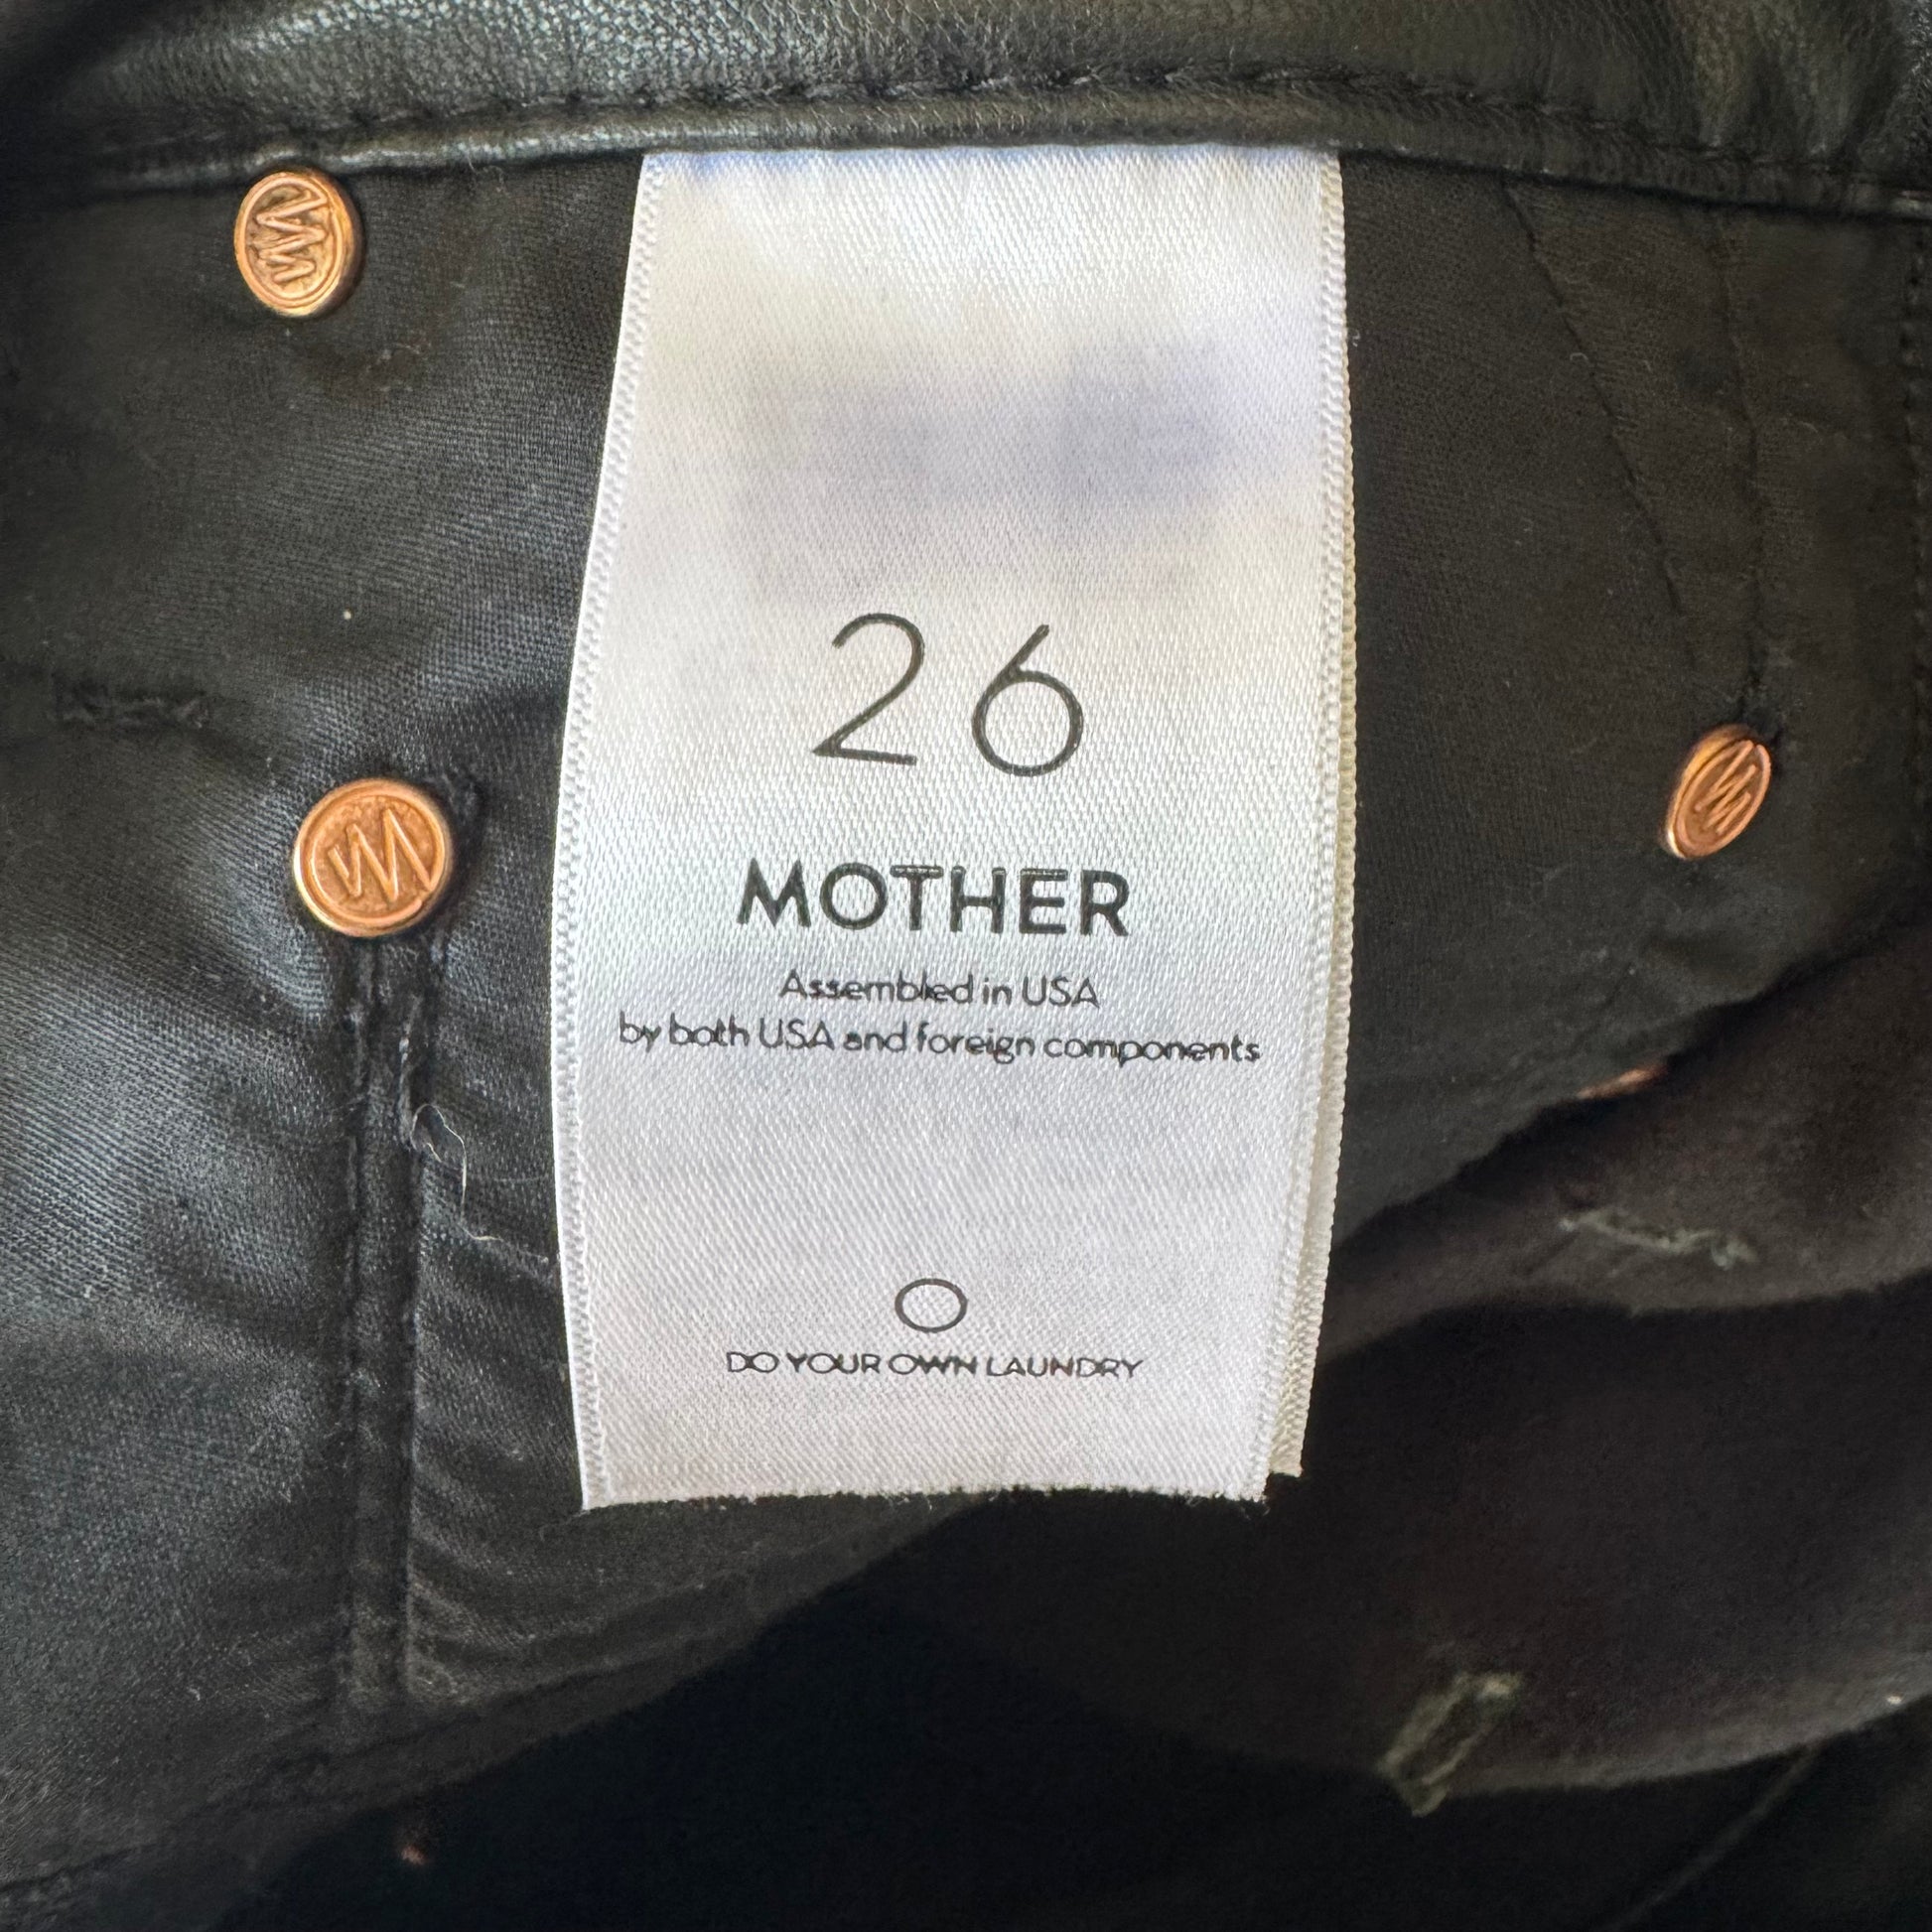 26
MOTHER
Assembled in USA
by both USA and foreign components
DO YOUR OWN LAUNDRY